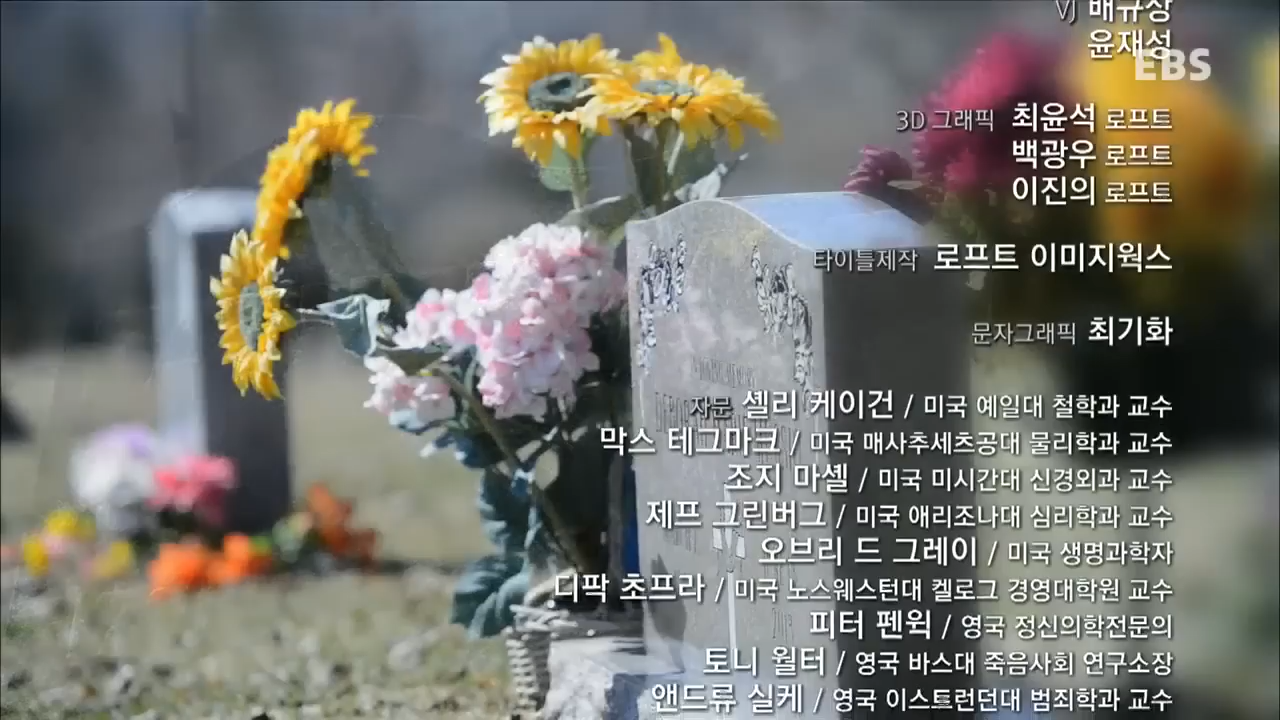 VJ 배규상
윤재성
EBS
3D 그래픽 최윤석 로프트
백광우 로프트
이진의 로프트
타이틀제작 로프트 이미지웍스
문자그래픽 최기화
자문 셸리 케이건 / 미국 예일대 철학과 교수
막스 테그마크 / 미국 매사추세츠공대 물리학과 교수
조지 마셸 / 미국 미시간대 신경외과 교수
제프 그린버그 / 미국 애리조나대 심리학과 교수
오브리 드 그레이 / 미국 생명과학자
디팍 초프라 / 미국 노스웨스턴대 켈로그 경영대학원 교수
피터 펜윅 / 영국 정신의학전문의
토니 월터 / 영국 바스대 죽음사회 연구소장
앤드류 실케 / 영국 이스트런던대 범죄학과 교수